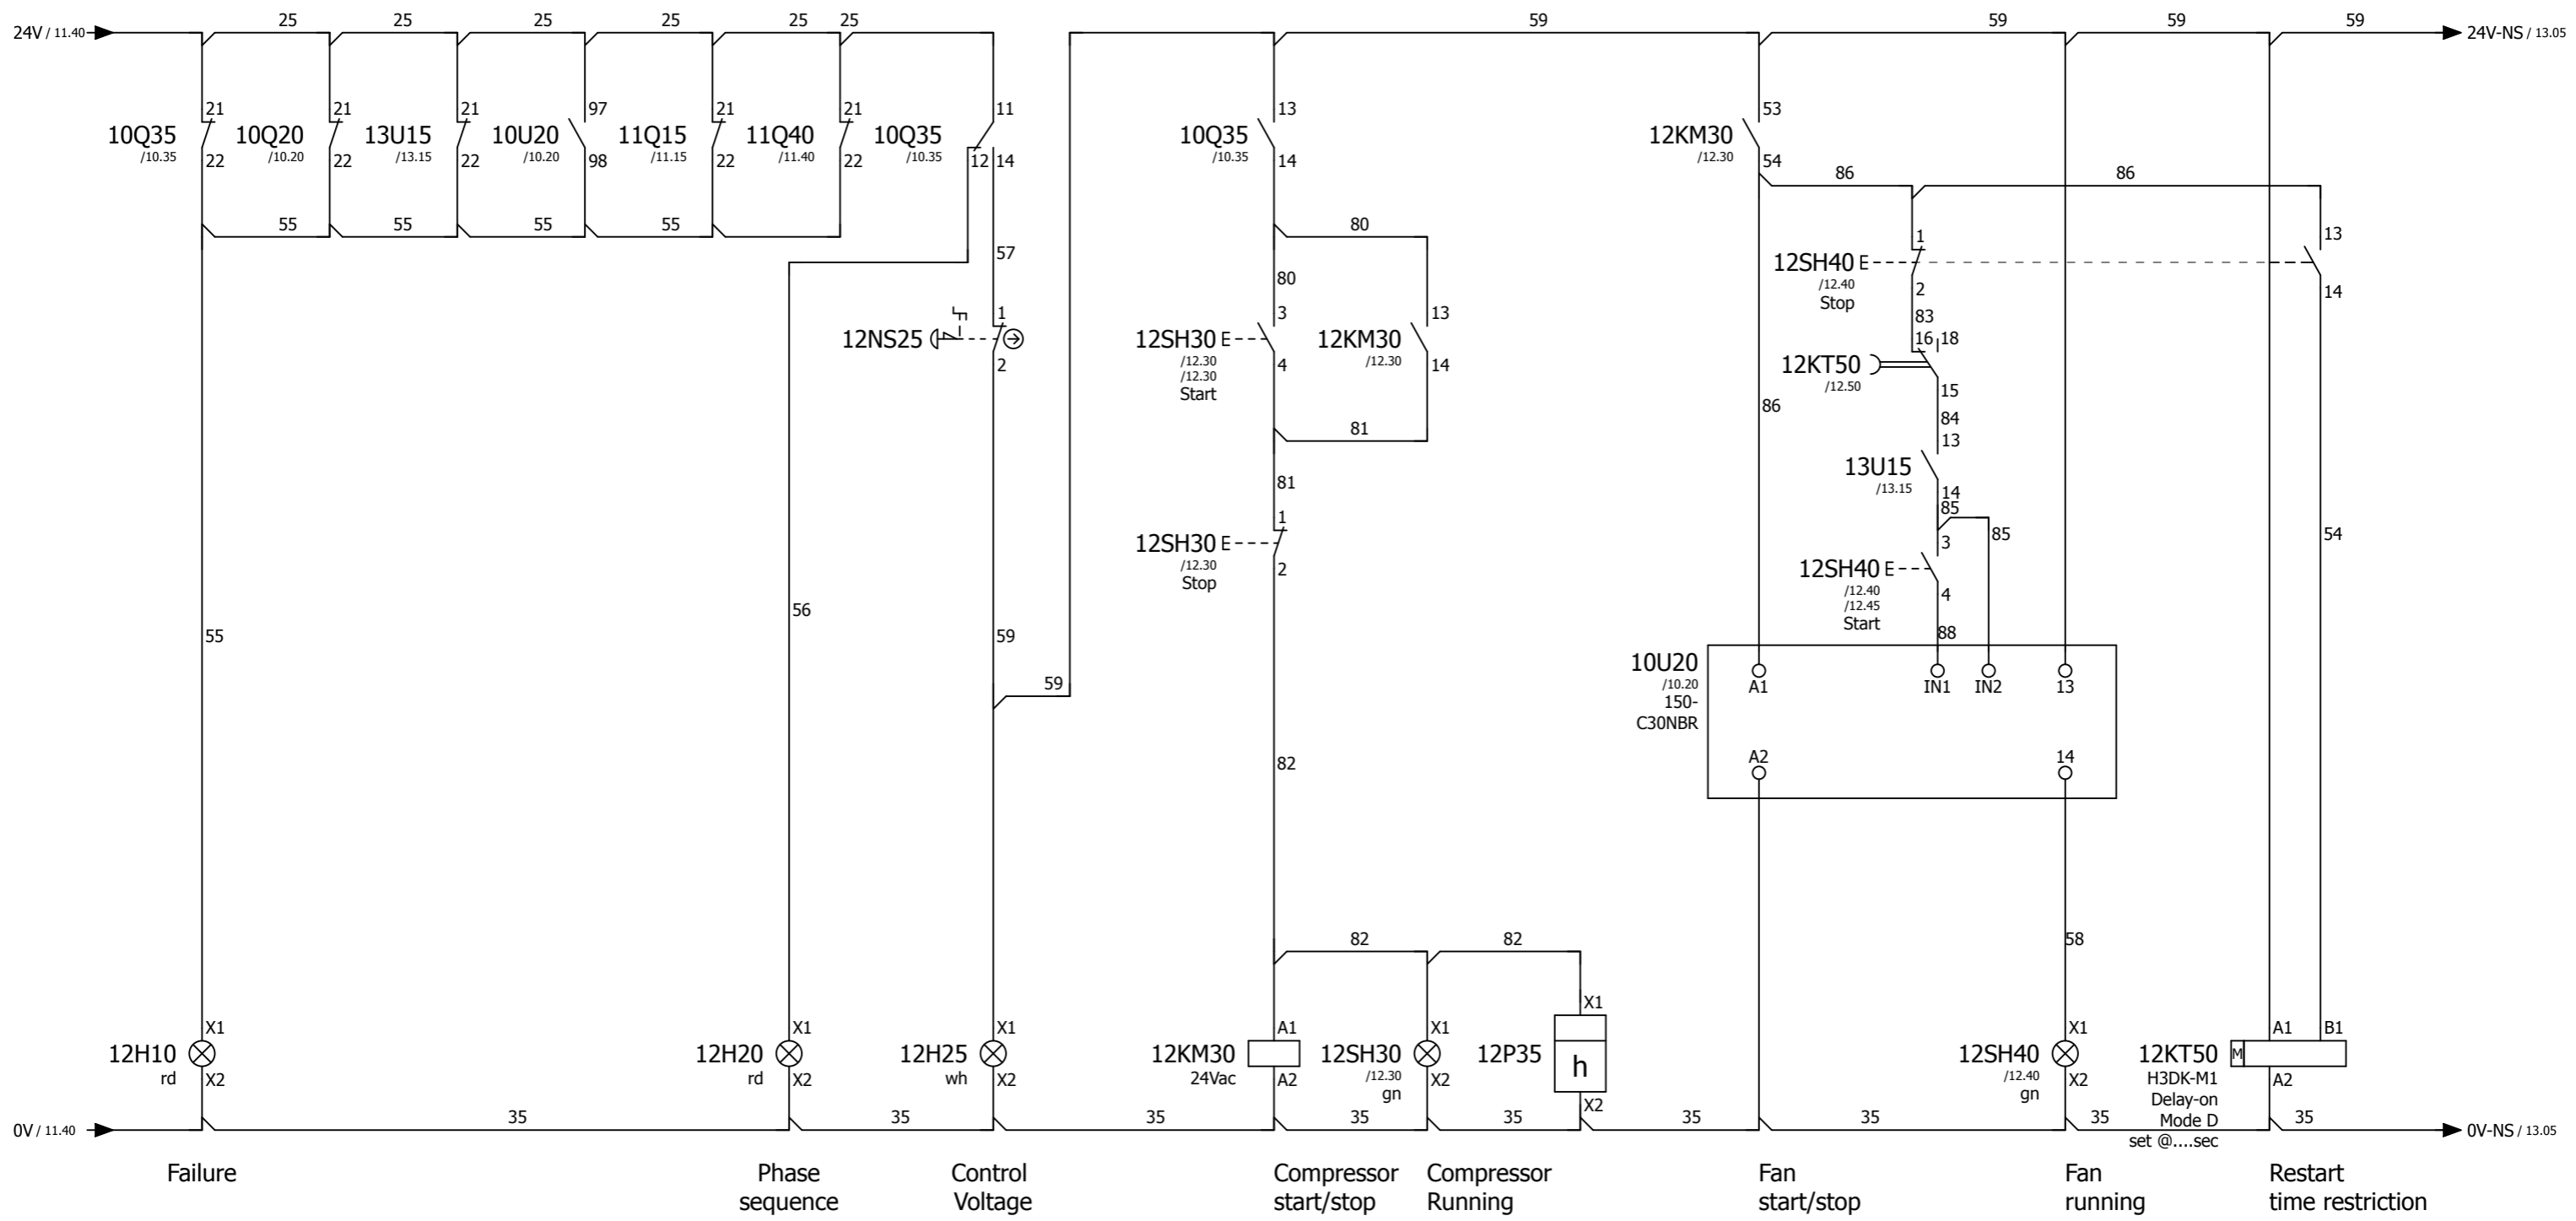 25 25 25 25 25 25 59 59 59 59
24V / 11.40 24V-NS / 13.05
21 21 21 97 21 21 11 13 53
10Q35 10Q20 13U15 10U20 11Q15 11Q40 10Q35 10Q35 12KM30
/10.35 /10.20 /13.15 /10.20 /11.15 /11.40 /10.35 /10.35 /12.30
22 22 22 98 22 22 12 14 14 54
86 86
55 55 55 55 80
1 13
57
12SH40 E
80 /12.40
2 14
Stop
1 3 13 83
12NS25 12SH30 E 12KM30 16 18
/12.30 /12.30
2 4 14 12KT50
/12.30 /12.50
Start 15
86
84
81 13
13U15
81 /13.15
14
85
1 85
12SH30 E 3
/12.30
2 12SH40 E
Stop /12.40
4
/12.45
56 Start
55 59 88
54
59
10U20
/10.20
A1 IN1 IN2 13
150-
C30NBR
82 A2 14
82 82 58
X1
X1 X1 X1 A1 X1 X1 A1 B1
12H10 12H20 12H25 12KM30 12SH30 12P35 h 12SH40 12KT50 M
rd rd wh 24Vac /12.30 /12.40 H3DK-M1
X2 X2 X2 A2 X2 X2 A2
gn gn Delay-on
X2
Mode D
35 35 35 35 35 35 35 35 35
0V / 11.40 0V-NS / 13.05
set @....sec
Failure Phase Control Compressor Compressor Fan Fan Restart
sequence Voltage start/stop Running start/stop running time restriction